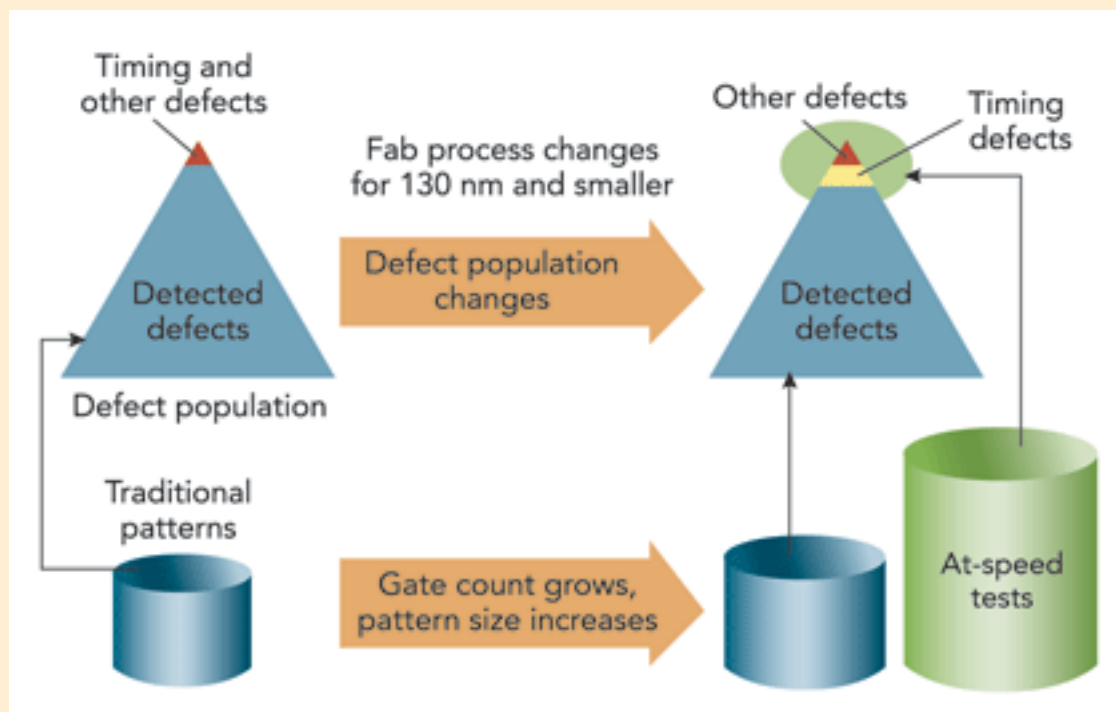 Timing and
other defects
Detected
defects
Defect population
Traditional
patterns
Fab process changes
for 130 nm and smaller
Defect population
changes
Gate count grows,
pattern size increases
Other defects
Timing
defects
Detected
defects
At-speed
tests